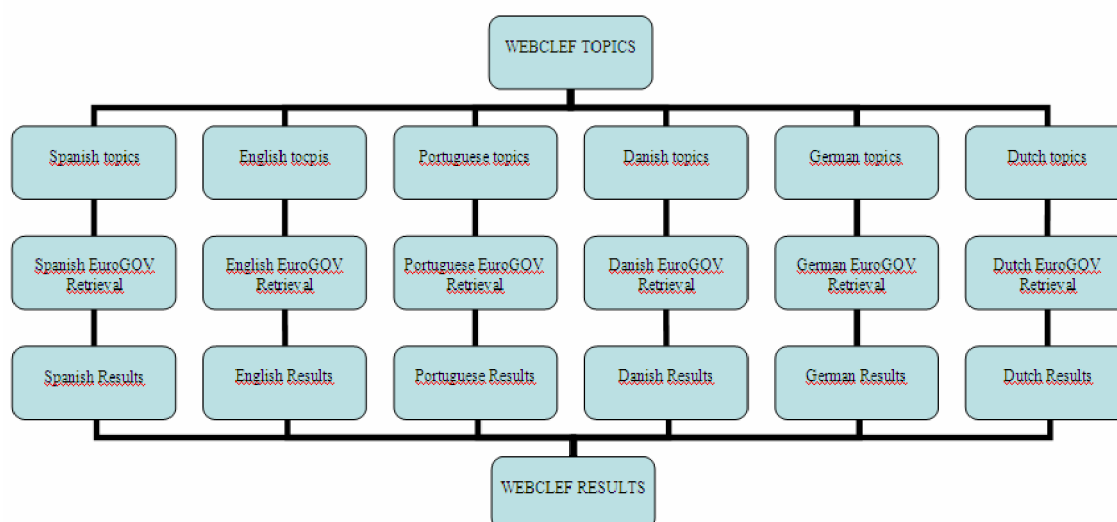 WEBCLEF TOPICS
Spanish topics
English tocpis
Portuguese topics
Danish topics
German topics
Dutch topics
Spanish EuroGOV
Retrieval
English EuroGOV
Retrieval
Portuguese EuroGOV
Retrieval
Danish EuroGOV
Retrieval
German EuroGOV
Retrieval
Dutch EuroGOV
Retrieval
Spanish Results
English Results
Portuguese Results
Danish Results
German Results
Dutch Results
WEBCLEF RESULTS